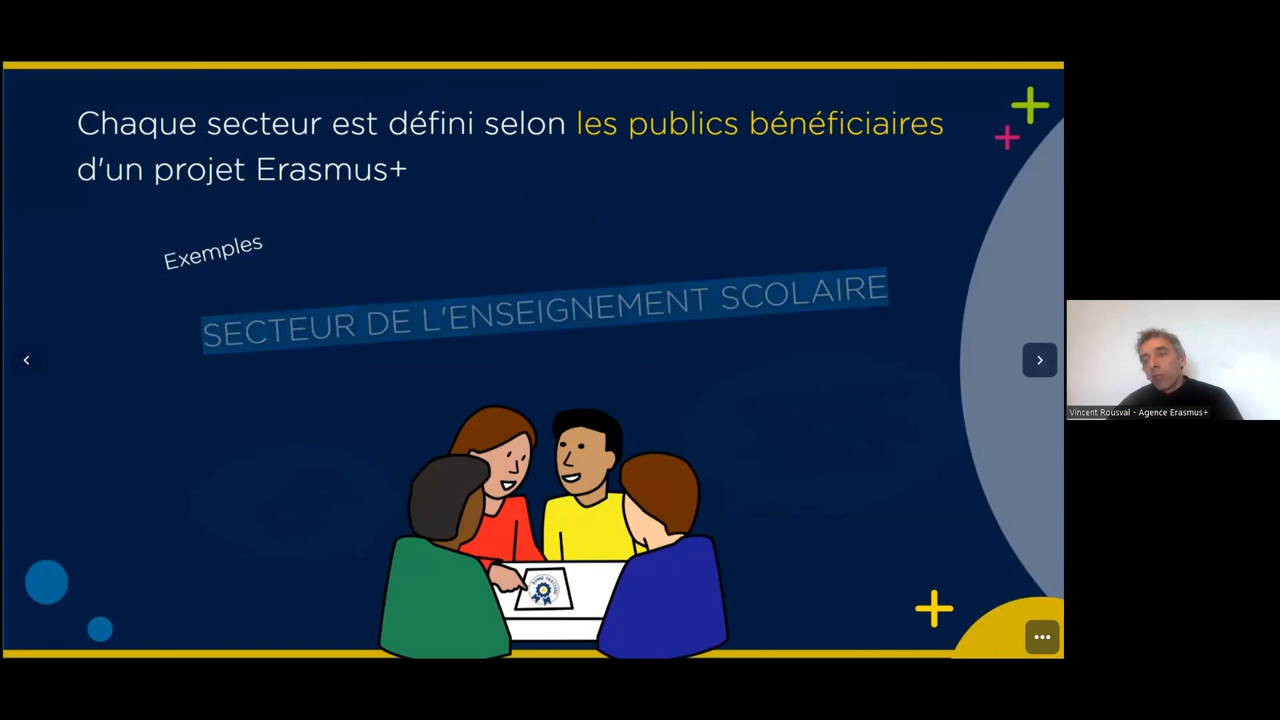 Chaque secteur est défini selon les publics bénéficiaires
d'un projet Erasmus+
Exemples
SECTEUR DE L'ENSEIGNEMENT SCOLAIRE
Vincent Rousval - Agence Erasmus+